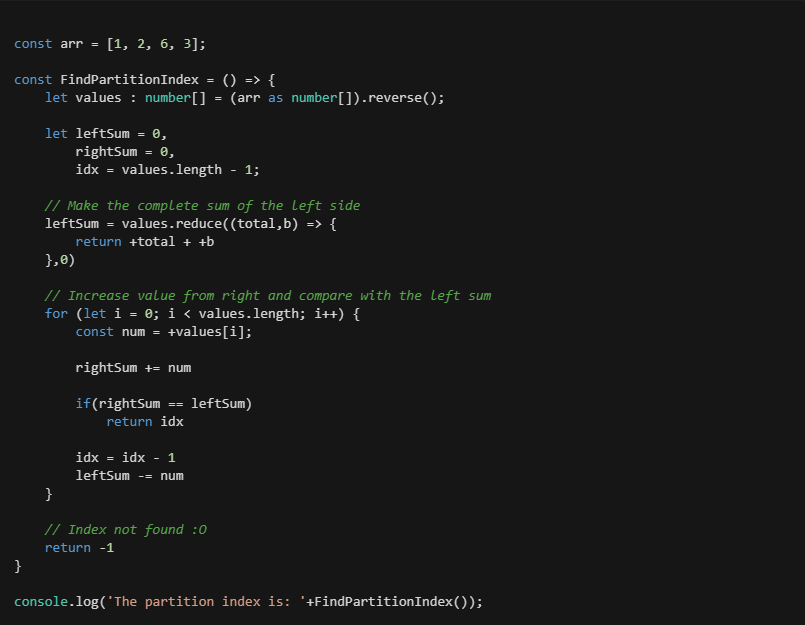 const arr = [1, 2, 6, 3];
const FindPartitionIndex = () => {
let values : number[] = (arr as number[]).reverse();
let leftSum = 0,
rightSum = 0,
idx = values.length - 1;
// Make the complete sum of the left side
leftSum = values.reduce((total,b) => {
return +total + +b
},0)
// Increase value from right and compare with the left sum
for (let i = 0; i < values.length; i++) {
const num = +values[i];
rightSum += num
if(rightSum == leftSum)
return idx
idx = idx - 1
leftSum -= num
}
// Index not found :O
return -1
}
console.log('The partition index is: '+FindPartitionIndex());